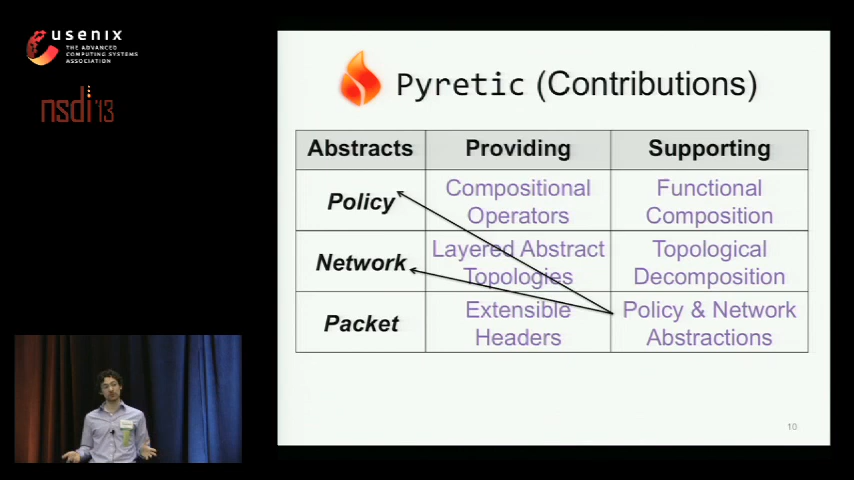 usenix
THE ADVANCED
COMPUTING SYSTEMS
ASSOCIATION
nsdi '13
Pyretic (Contributions)
Abstracts Providing Supporting
Policy Compositional Operators Functional Composition
Network Layered Abstract Topologies Topological Decomposition
Packet Extensible Headers Policy & Network Abstractions
10